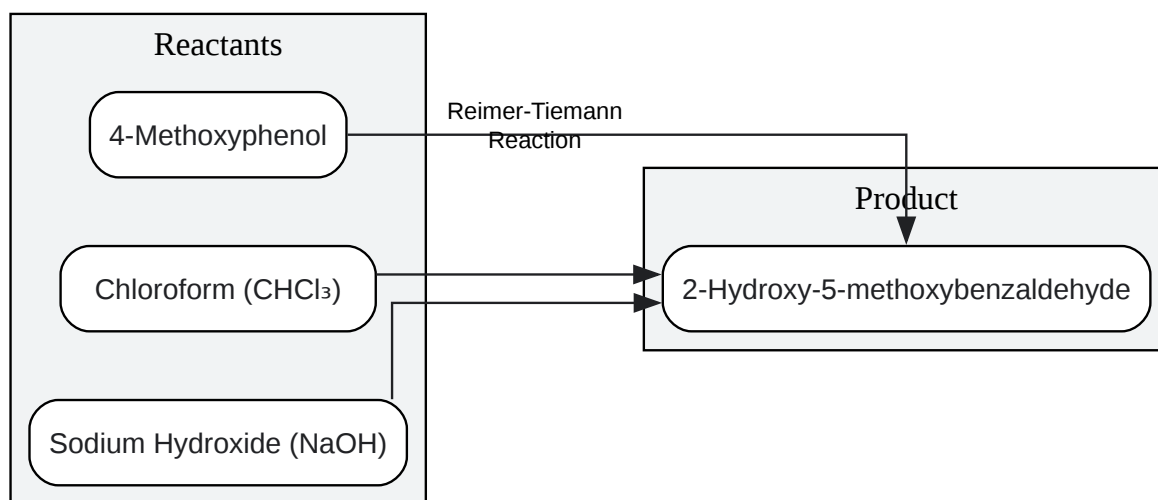 Reactants
4-Methoxyphenol
Reimer-Tiemann
Reaction
Product
Chloroform (CHCl₃)
2-Hydroxy-5-methoxybenzaldehyde
Sodium Hydroxide (NaOH)